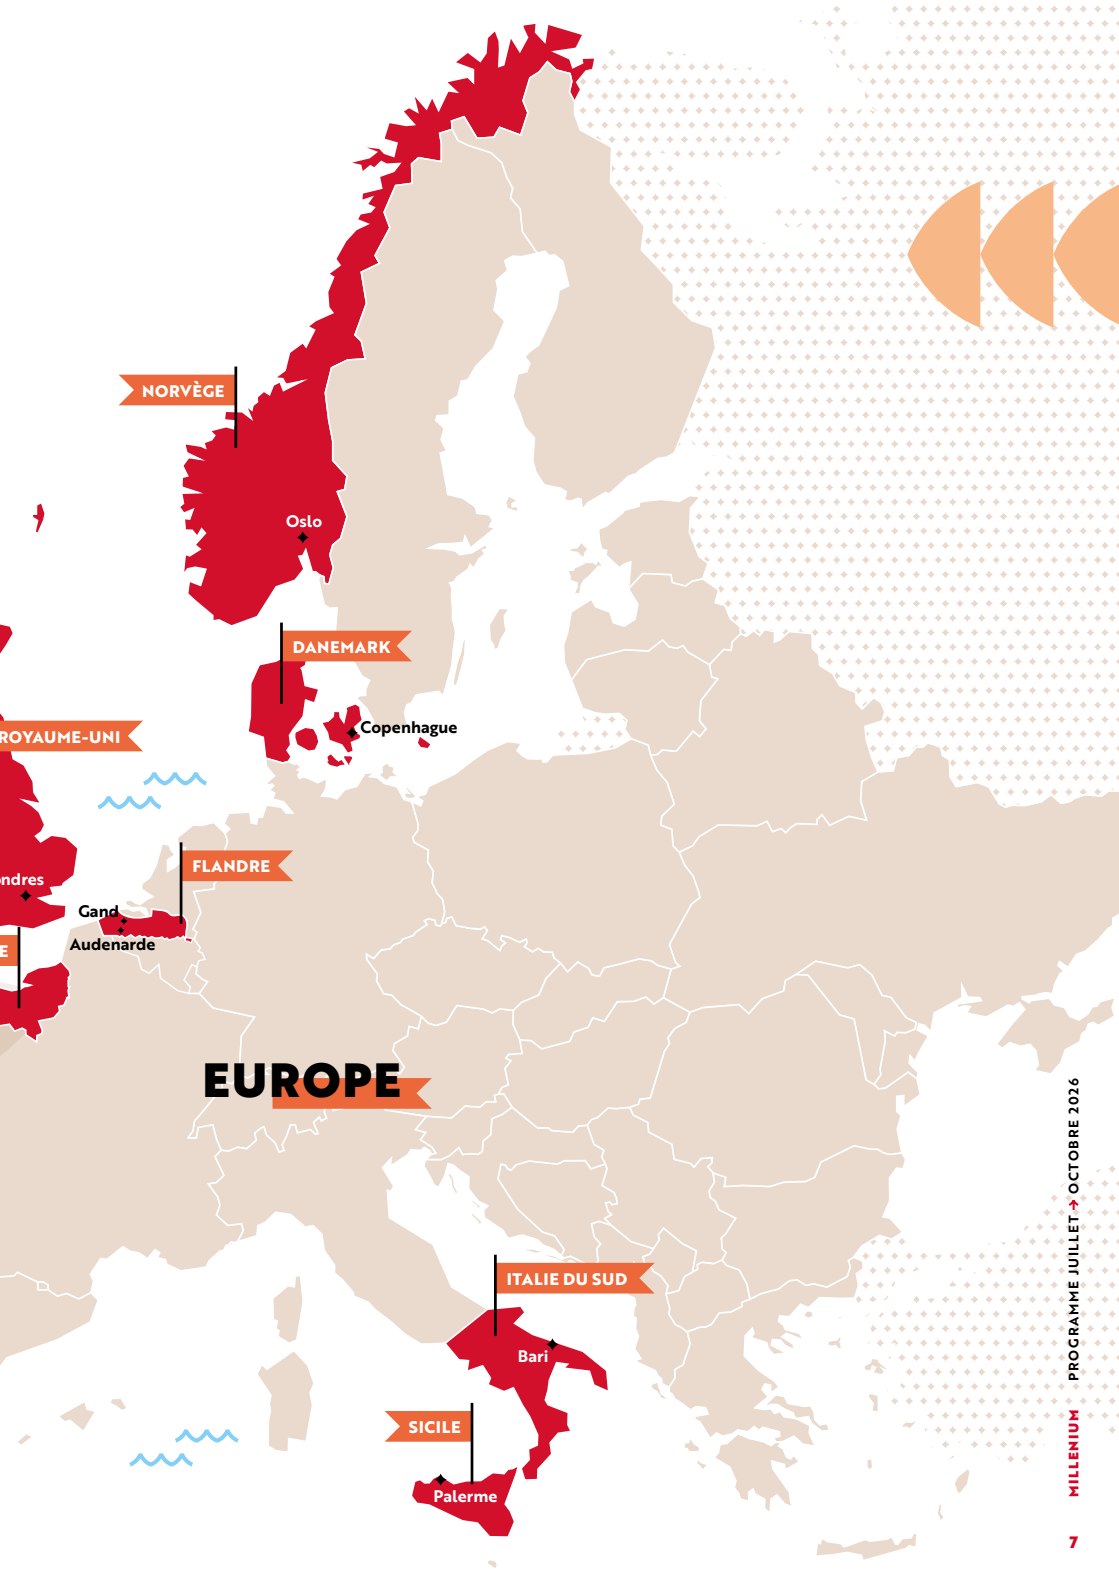 NORVÈGE
Oslo
DANEMARK
Copenhague
ROYAUME-UNI
FLANDRE
ndres
Gand
Audenarde
E
EUROPE
ITALIE DU SUD
Bari
SICILE
Palerme
MILLENIUM PROGRAMME JUILLET → OCTOBRE 2026
7